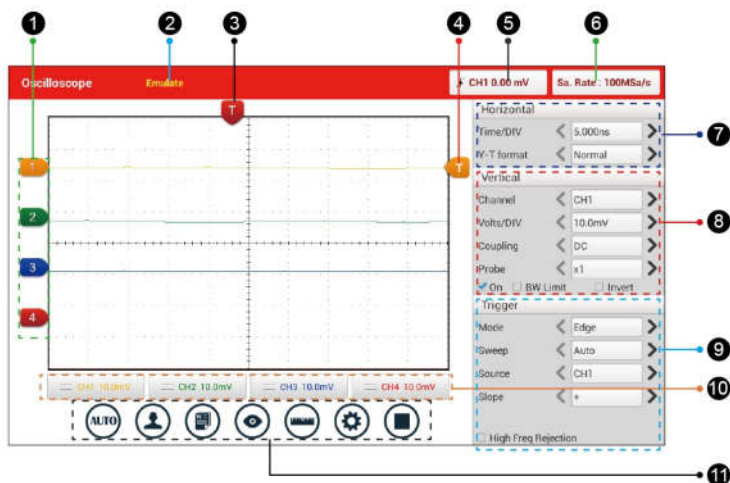 1 2 3 4 5 6
Oscilloscope Emulate CH1 0.00 mV Sa. Rate : 100MSa/s
T
Horizontal
Time/DIV 5.000ns
7
Y-T format Normal
1 T
Vertical
Channel CH1
2
Volts/DIV 10.0mV
8
Coupling DC
3
Probe x1
On BW Limit Invert
Trigger
4
Mode Edge
Sweep Auto
9
CH1 10.0mV CH2 10.0mV CH3 10.0mV CH4 10.0mV
Source CH1
10
Slope +
AUTO
High Freq Rejection
11